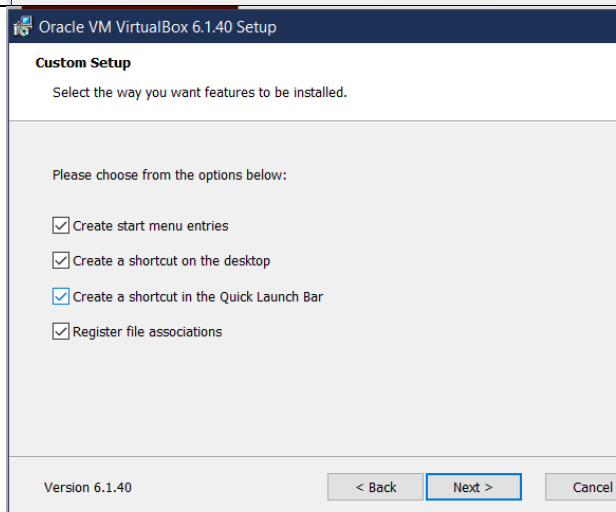 Oracle VM VirtualBox 6.1.40 Setup
Custom Setup
Select the way you want features to be installed.
Please choose from the options below:
Create start menu entries
Create a shortcut on the desktop
Create a shortcut in the Quick Launch Bar
Register file associations
Version 6.1.40
< Back
Next >
Cancel